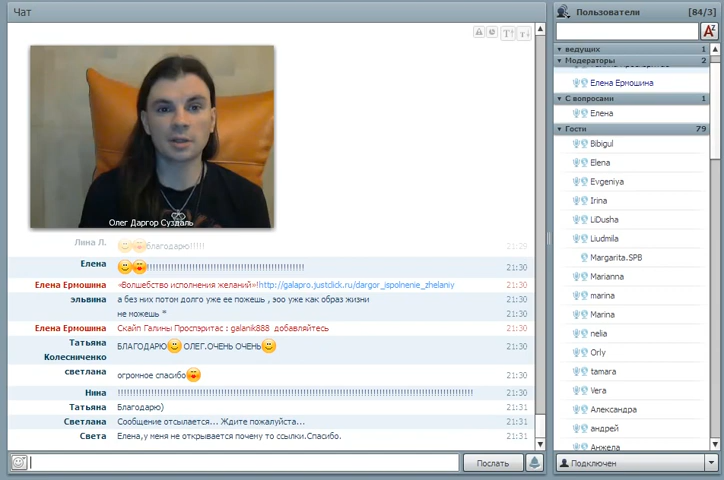 Чат
Пользователи [84/3]
AZ
ведущих 1
Модераторы 2
Елена Ермошина
С вопросами 1
Елена
Гости 79
Bibigul
Elena
Evgeniya
Irina
LiDusha
Liudmila
Margarita.SPB
Marianna
marina
Marina
nelia
Orly
tamara
Vera
Александра
андрей
Анжела
Подключен
T T
Олег Даргор Суздаль
Лина Л. благодарю!!!!! 21:29
Елена !!!!!!!!!!!!!!!!!!!!!!!!!!!!!!!!!!!!!!!!!!!!!!!!!!!! 21:30
Елена Ермошина «Волшебство исполнения желаний»!http://galapro.justclick.ru/dargor_ispolnenie_zhelaniy 21:30
эльвина а без них потом долго уже ее пожешь , эоо уже как образ жизни 21:30
не можешь * 21:30
Елена Ермошина Скайп Галины Проспэритас : galanik888 добавляйтесь 21:30
Татьяна Колесниченко БЛАГОДАРЮ ОЛЕГ.ОЧЕНЬ ОЧЕНЬ 21:30
светлана огромное спасибо 21:30
Нина !!!!!!!!!!!!!!!!!!!!!!!!!!!!!!!!!!!!!!!!!!!!!!!!!!!!!!!!!!!!!!!!!!!!!!!!!!!!!!!!!!!!!!!!!!!!!!!!!!!!!!!! 21:30
Татьяна Благодарю) 21:31
Светлана Сообщение отсылается... Ждите пожалуйста... 21:31
Света Елена,у меня не открывается почему то ссылки.Спасибо. 21:31
Послать